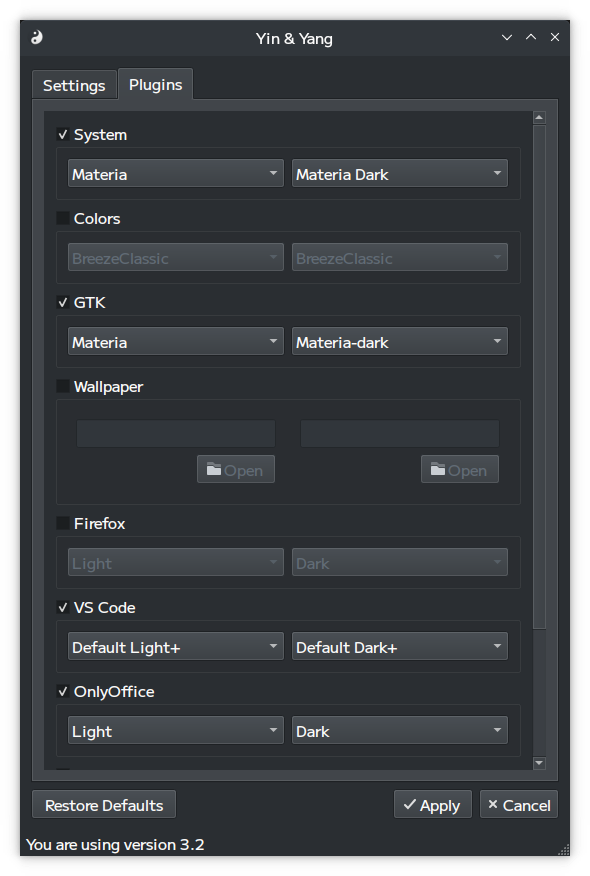 Yin & Yang
Settings Plugins
System
Materia Materia Dark
Colors
BreezeClassic BreezeClassic
GTK
Materia Materia-dark
Wallpaper
Open Open
Firefox
Light Dark
VS Code
Default Light+ Default Dark+
OnlyOffice
Light Dark
Restore Defaults Apply Cancel
You are using version 3.2